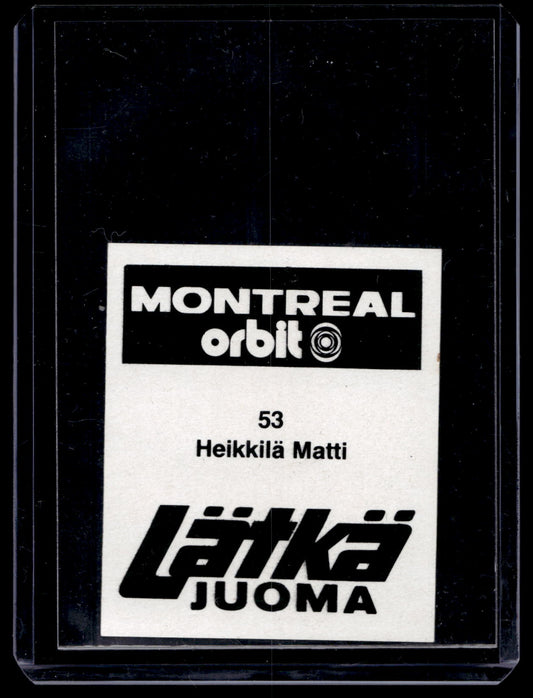 MONTREAL
orbit
53
Heikkilä Matti
Lätkä
JUOMA